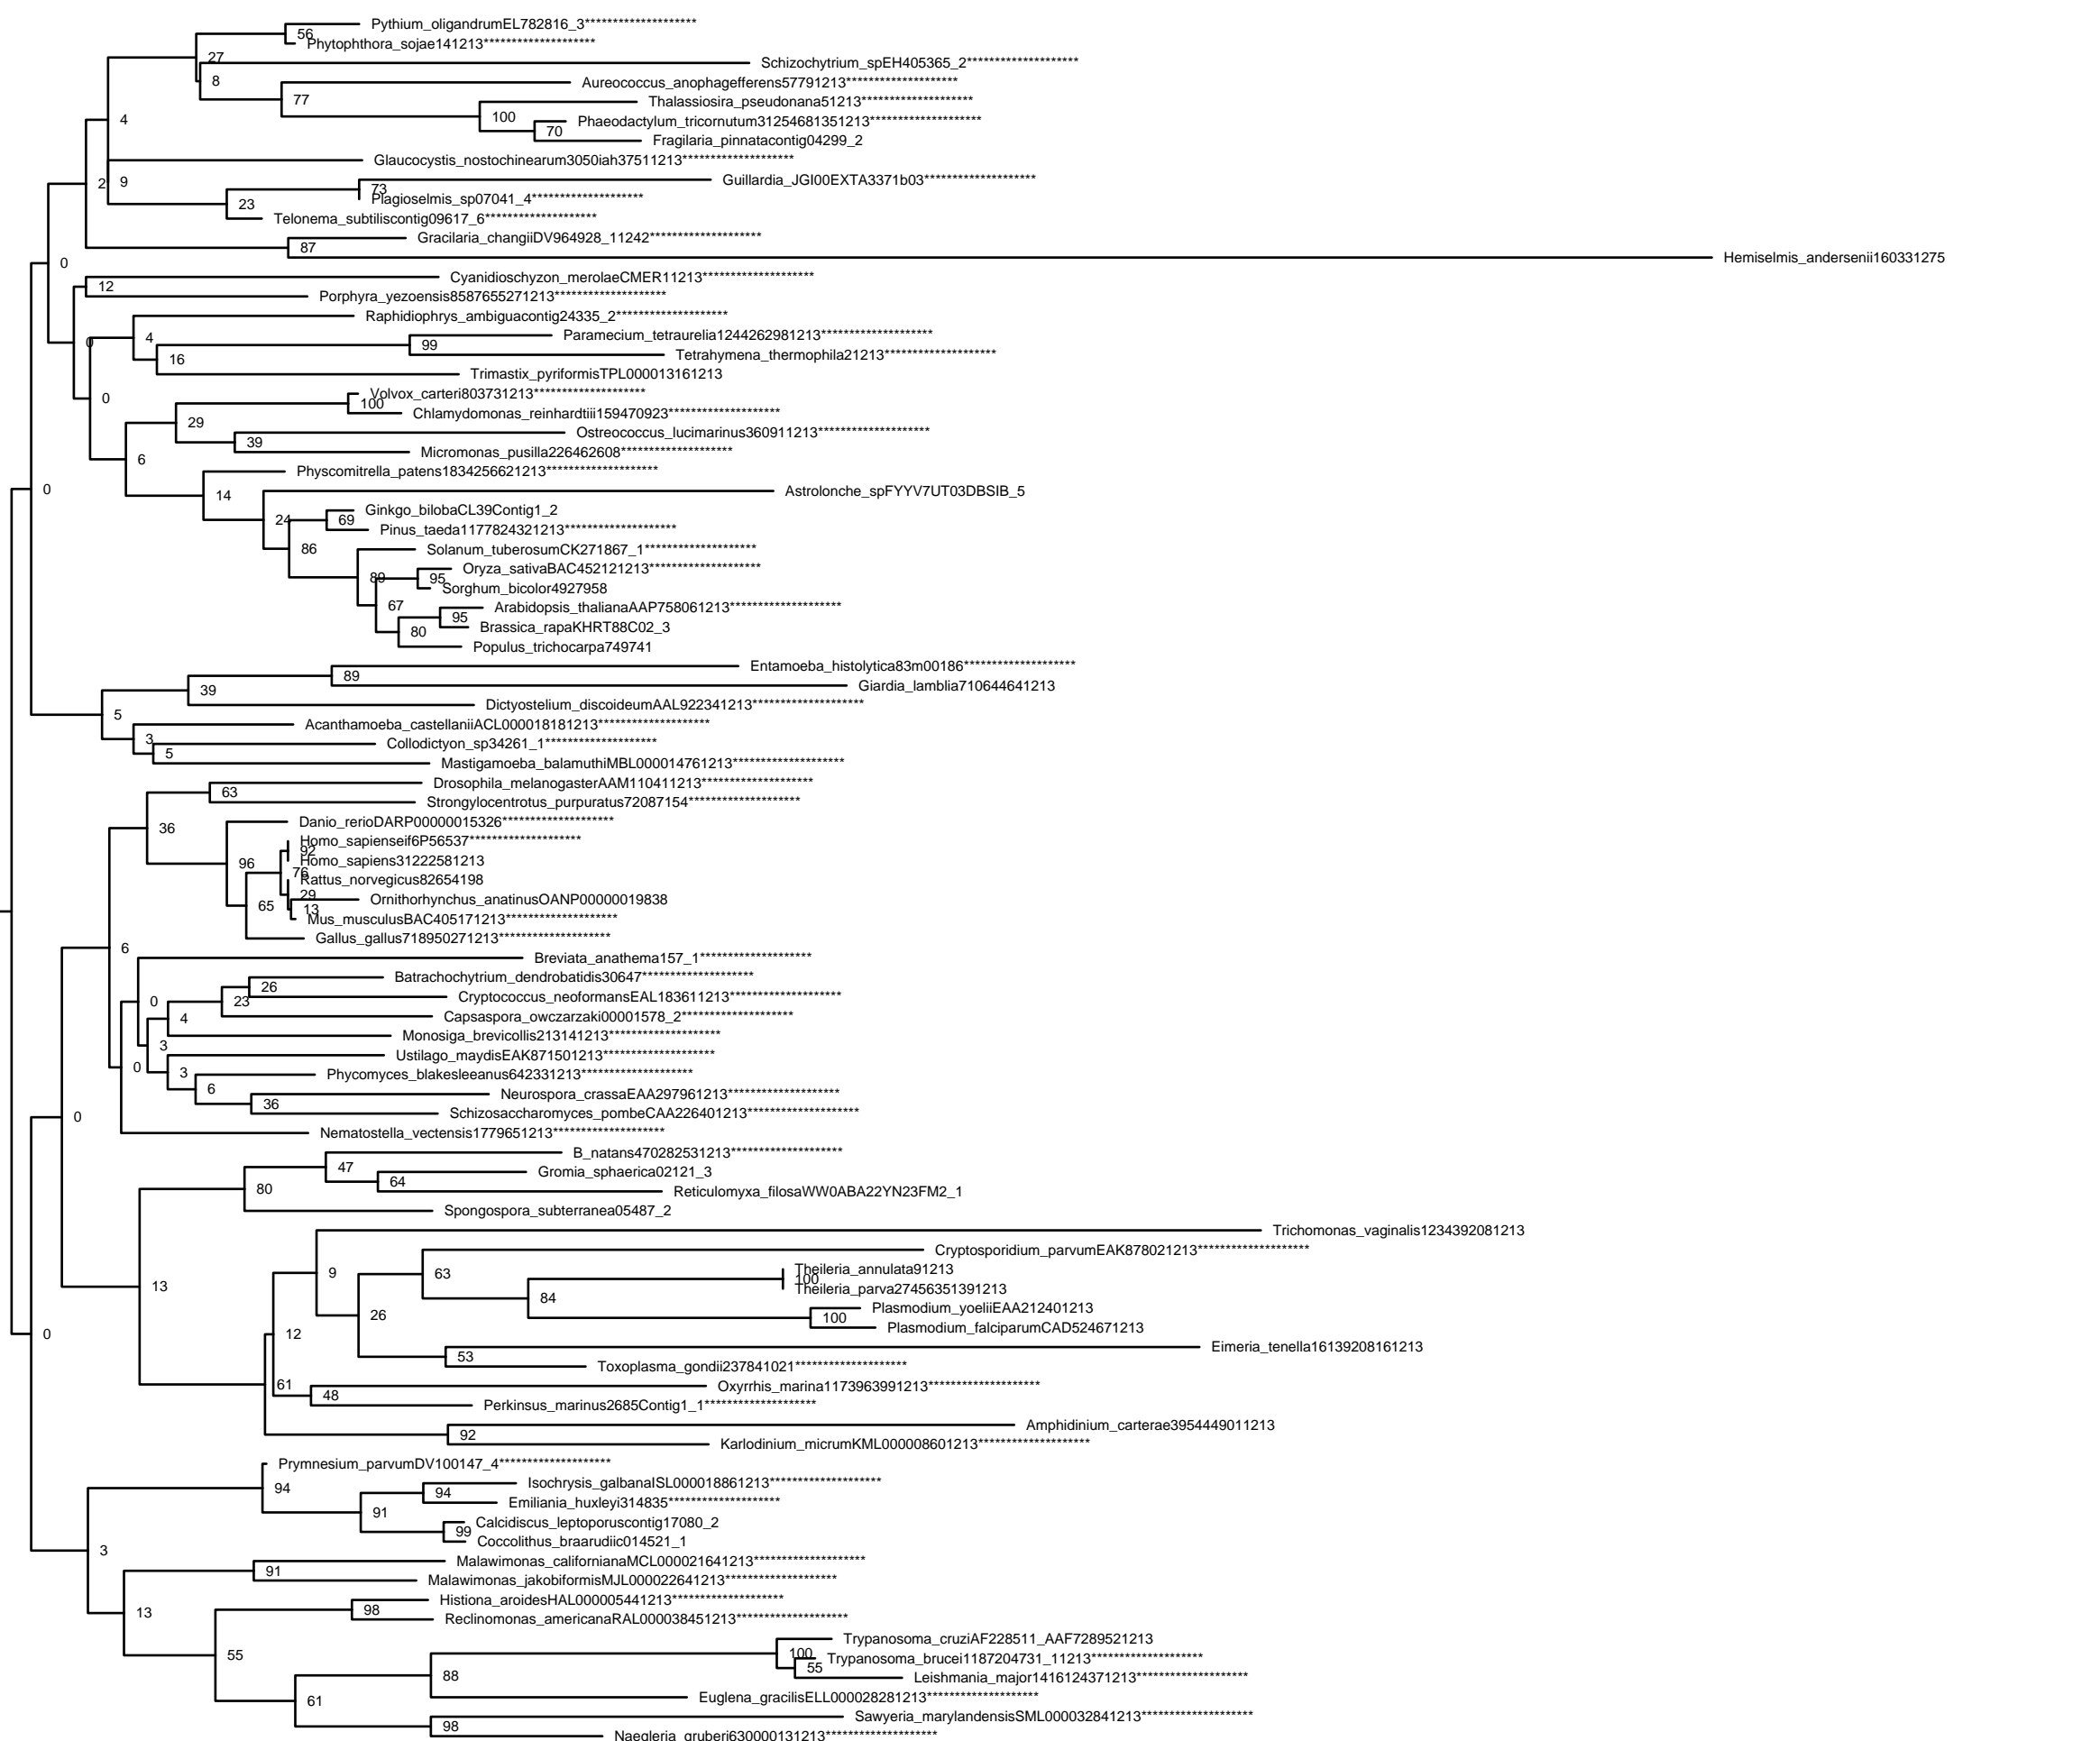 Pythium_oligandrumEL782816_3********************
56
Phytophthora_sojae141213********************
27
Schizochytrium_spEH405365_2********************
8
Aureococcus_anophagefferens57791213********************
77
Thalassiosira_pseudonana51213********************
100
4
Phaeodactylum_tricornutum31254681351213********************
70
Fragilaria_pinnatacontig04299_2
Glaucocystis_nostochinearum3050iah37511213********************
2
9
Guillardia_JGI00EXTA3371b03********************
73
Plagioselmis_sp07041_4********************
23
Telonema_subtiliscontig09617_6********************
Gracilaria_changiiDV964928_11242********************
87
Hemiselmis_andersenii160331275
0
Cyanidioschyzon_merolaeCMER11213********************
12
Porphyra_yezoensis8587655271213********************
Raphidiophrys_ambiguacontig24335_2********************
4
0
Paramecium_tetraurelia1244262981213********************
99
Tetrahymena_thermophila21213********************
16
Trimastix_pyriformisTPL000013161213
0
Volvox_carteri803731213********************
100
Chlamydomonas_reinhardtiii159470923********************
29
Ostreococcus_lucimarinus360911213********************
39
Micromonas_pusilla226462608********************
6
Physcomitrella_patens1834256621213********************
0
14
Astrolonche_spFYYV7UT03DBSIB_5
24
Ginkgo_bilobaCL39Contig1_2
69
Pinus_taeda1177824321213********************
86
Solanum_tuberosumCK271867_1********************
89
Oryza_sativaBAC452121213********************
95
Sorghum_bicolor4927958
67
Arabidopsis_thalianaAAP758061213********************
95
Brassica_rapaKHRT88C02_3
80
Populus_trichocarpa749741
Entamoeba_histolytica83m00186********************
89
Giardia_lamblia710644641213
39
Dictyostelium_discoideumAAL922341213********************
5
Acanthamoeba_castellaniiACL000018181213********************
3
Collodictyon_sp34261_1********************
5
Mastigamoeba_balamuthiMBL000014761213********************
Drosophila_melanogasterAAM110411213********************
63
Strongylocentrotus_purpuratus72087154********************
36
Danio_rerioDARP00000015326********************
Homo_sapienseif6P56537********************
92
Homo_sapiens31222581213
96
76
Rattus_norvegicus82654198
29
Ornithorhynchus_anatinusOANP00000019838
65
13
Mus_musculusBAC405171213********************
Gallus_gallus718950271213********************
6
Breviata_anathema157_1********************
Batrachochytrium_dendrobatidis30647********************
26
Cryptococcus_neoformansEAL183611213********************
0
23
Capsaspora_owczarzaki00001578_2********************
4
Monosiga_brevicollis213141213********************
3
Ustilago_maydisEAK871501213********************
0
3
Phycomyces_blakesleeanus642331213********************
6
Neurospora_crassaEAA297961213********************
36
Schizosaccharomyces_pombeCAA226401213********************
0
Nematostella_vectensis1779651213********************
B_natans470282531213********************
47
Gromia_sphaerica02121_3
64
Reticulomyxa_filosaWW0ABA22YN23FM2_1
80
Spongospora_subterranea05487_2
Trichomonas_vaginalis1234392081213
Cryptosporidium_parvumEAK878021213********************
9
63
Theileria_annulata91213
100
Theileria_parva27456351391213
13
84
Plasmodium_yoeliiEAA212401213
26
100
Plasmodium_falciparumCAD524671213
0
12
Eimeria_tenella16139208161213
53
Toxoplasma_gondii237841021********************
61
Oxyrrhis_marina1173963991213********************
48
Perkinsus_marinus2685Contig1_1********************
Amphidinium_carterae3954449011213
92
Karlodinium_micrumKML000008601213********************
Prymnesium_parvumDV100147_4********************
94
Isochrysis_galbanaISL000018861213********************
94
Emiliania_huxleyi314835********************
91
Calcidiscus_leptoporuscontig17080_2
99
Coccolithus_braarudiic014521_1
3
Malawimonas_californianaMCL000021641213********************
91
Malawimonas_jakobiformisMJL000022641213********************
Histiona_aroidesHAL000005441213********************
13
98
Reclinomonas_americanaRAL000038451213********************
Trypanosoma_cruziAF228511_AAF7289521213
100
55
Trypanosoma_brucei1187204731_11213********************
55
Leishmania_major1416124371213********************
88
Euglena_gracilisELL000028281213********************
61
Sawyeria_marylandensisSML000032841213********************
98
Naegleria_gruberi630000131213********************